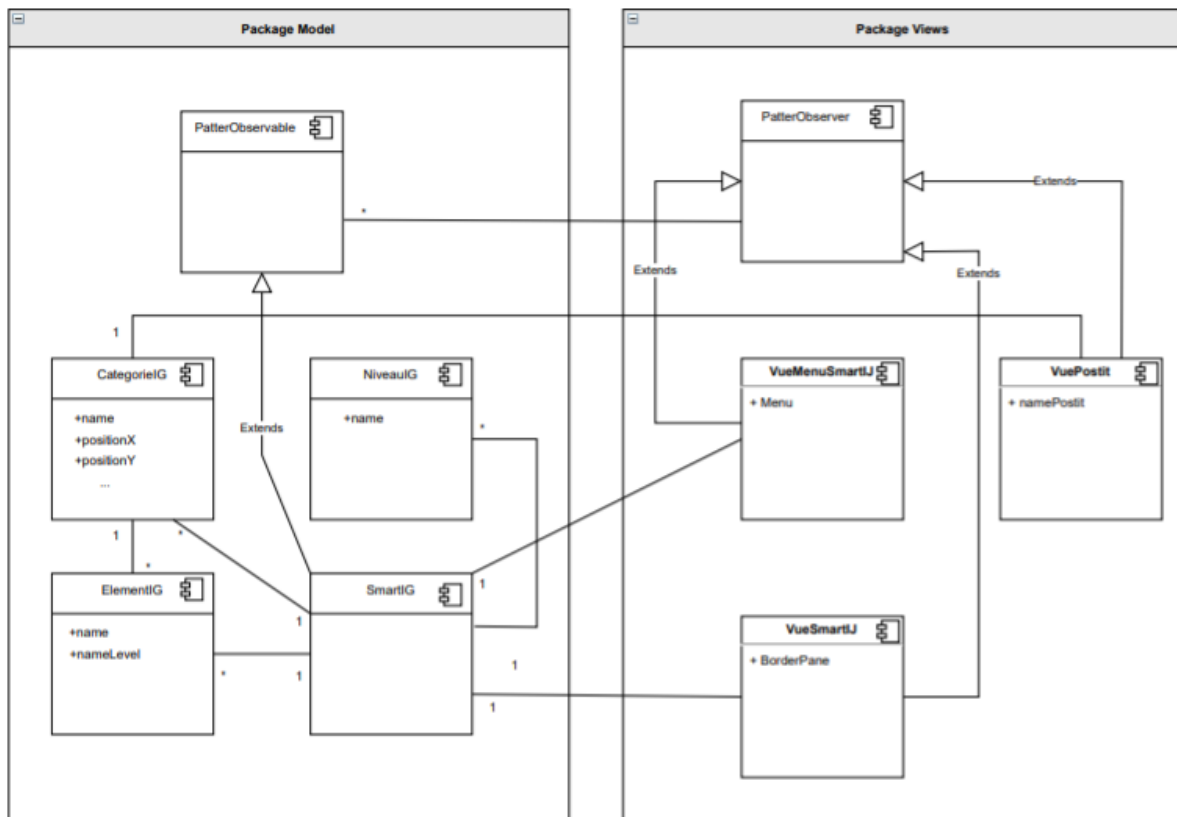 Package Model
Package Views
PatterObservable
PatterObserver
*
Extends
Extends
Extends
1
CategorieIG
+name
+positionX
+positionY
...
NiveauIG
+name
*
Extends
VueMenuSmartIJ
+ Menu
VuePostit
+ namePostit
1
*
*
ElementIG
+name
+nameLevel
SmartIG
1
1
*
1
1
1
VueSmartIJ
+ BorderPane